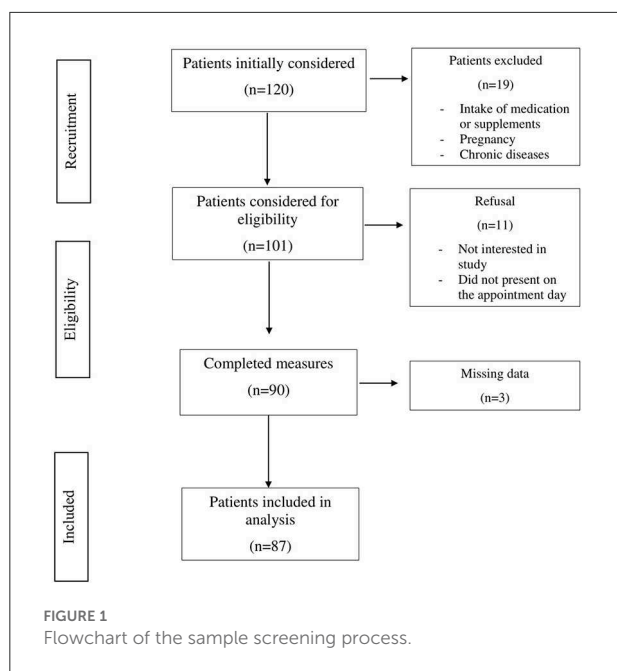 Recruitment
Patients initially considered
(n=120)
Patients excluded
(n=19)
- Intake of medication
or supplements
- Pregnancy
- Chronic diseases
Eligibility
Patients considered for
eligibility
(n=101)
Refusal
(n=11)
- Not interested in
study
- Did not present on
the appointment day
Completed measures
(n=90)
Missing data
(n=3)
Included
Patients included in
analysis
(n=87)
FIGURE 1
Flowchart of the sample screening process.